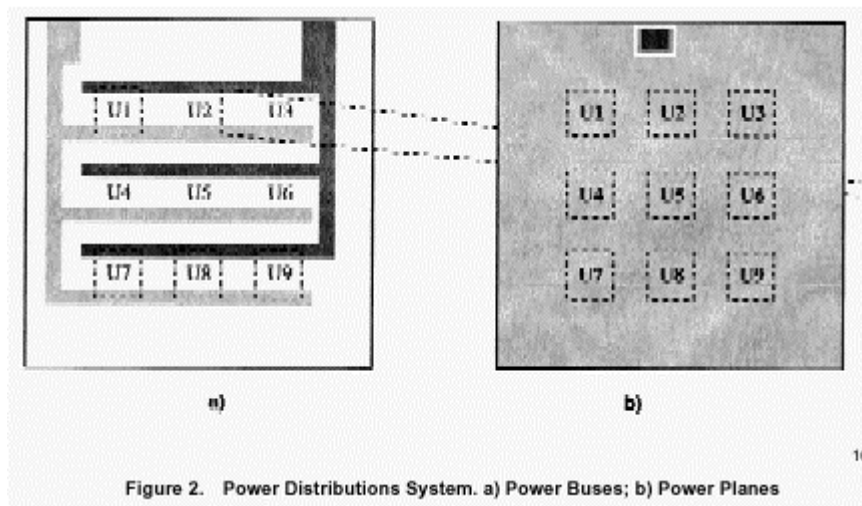 U1 U2 U3
U4 U5 U6
U7 U8 U9
U1 U2 U3
U4 U5 U6
U7 U8 U9
a)
b)
Figure 2. Power Distributions System. a) Power Buses; b) Power Planes